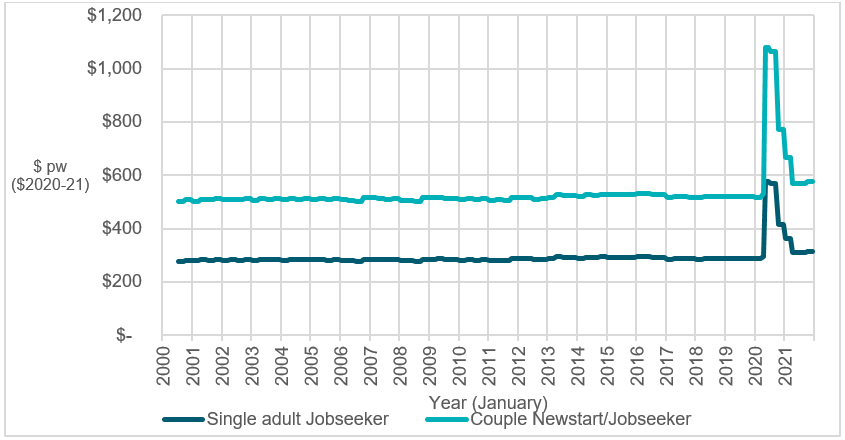 $1,200
$1,000
$800
$600
$400
$200
$-
$ pw
($2020-21)
2000 2001 2002 2003 2004 2005 2006 2007 2008 2009 2010 2011 2012 2013 2014 2015 2016 2017 2018 2019 2020 2021
Year (January)
Single adult Jobseeker Couple Newstart/Jobseeker